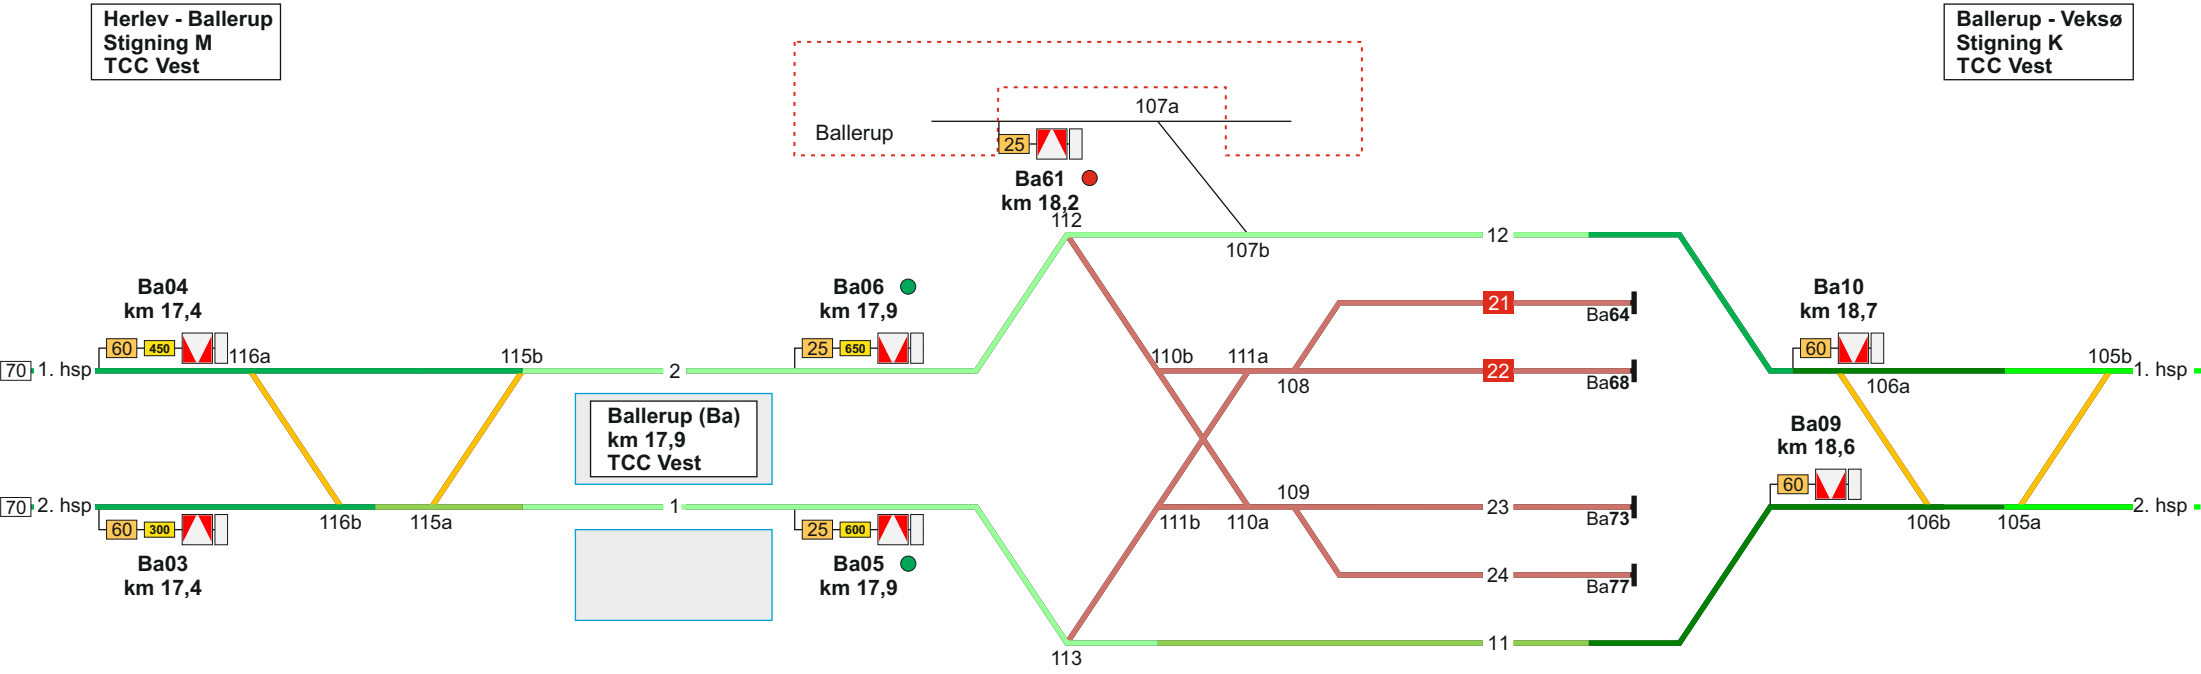 Herlev - Ballerup
Stigning M
TCC Vest
Ballerup - Veksø
Stigning K
TCC Vest
107a
Ballerup
25
Ba61
km 18,2
112
12
107b
Ba04
km 17,4
Ba06
km 17,9
Ba10
km 18,7
21
Ba64
60 450
116a
115b
25 650
110b
111a
60
105b
70 1. hsp
2
22
1. hsp
108
Ba68
106a
Ballerup (Ba)
km 17,9
TCC Vest
Ba09
km 18,6
60
109
70 2. hsp
1
23
2. hsp
116b
115a
111b
110a
Ba73
106b
105a
60 300
25 600
Ba03
km 17,4
Ba05
km 17,9
24
Ba77
11
113